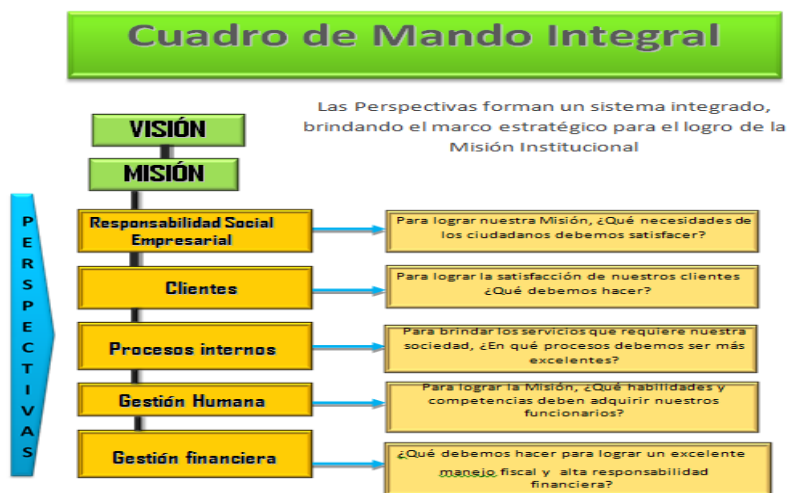 Cuadro de Mando Integral
Las Perspectivas forman un sistema integrado,
brindando el marco estratégico para el logro de la
Misión Institucional
VISIÓN
MISIÓN
PERSPECTIVAS
Responsabilidad Social
Empresarial
Para lograr nuestra Misión, ¿Qué necesidades de
los ciudadanos debemos satisfacer?
Clientes
Para lograr la satisfacción de nuestros clientes
¿Qué debemos hacer?
Procesos internos
Para brindar los servicios que requiere nuestra
sociedad, ¿En qué procesos debemos ser más
excelentes?
Gestión Humana
Para lograr la Misión, ¿Qué habilidades y
competencias deben adquirir nuestros
funcionarios?
Gestión financiera
¿Qué debemos hacer para lograr un excelente
manejo fiscal y alta responsabilidad
financiera?